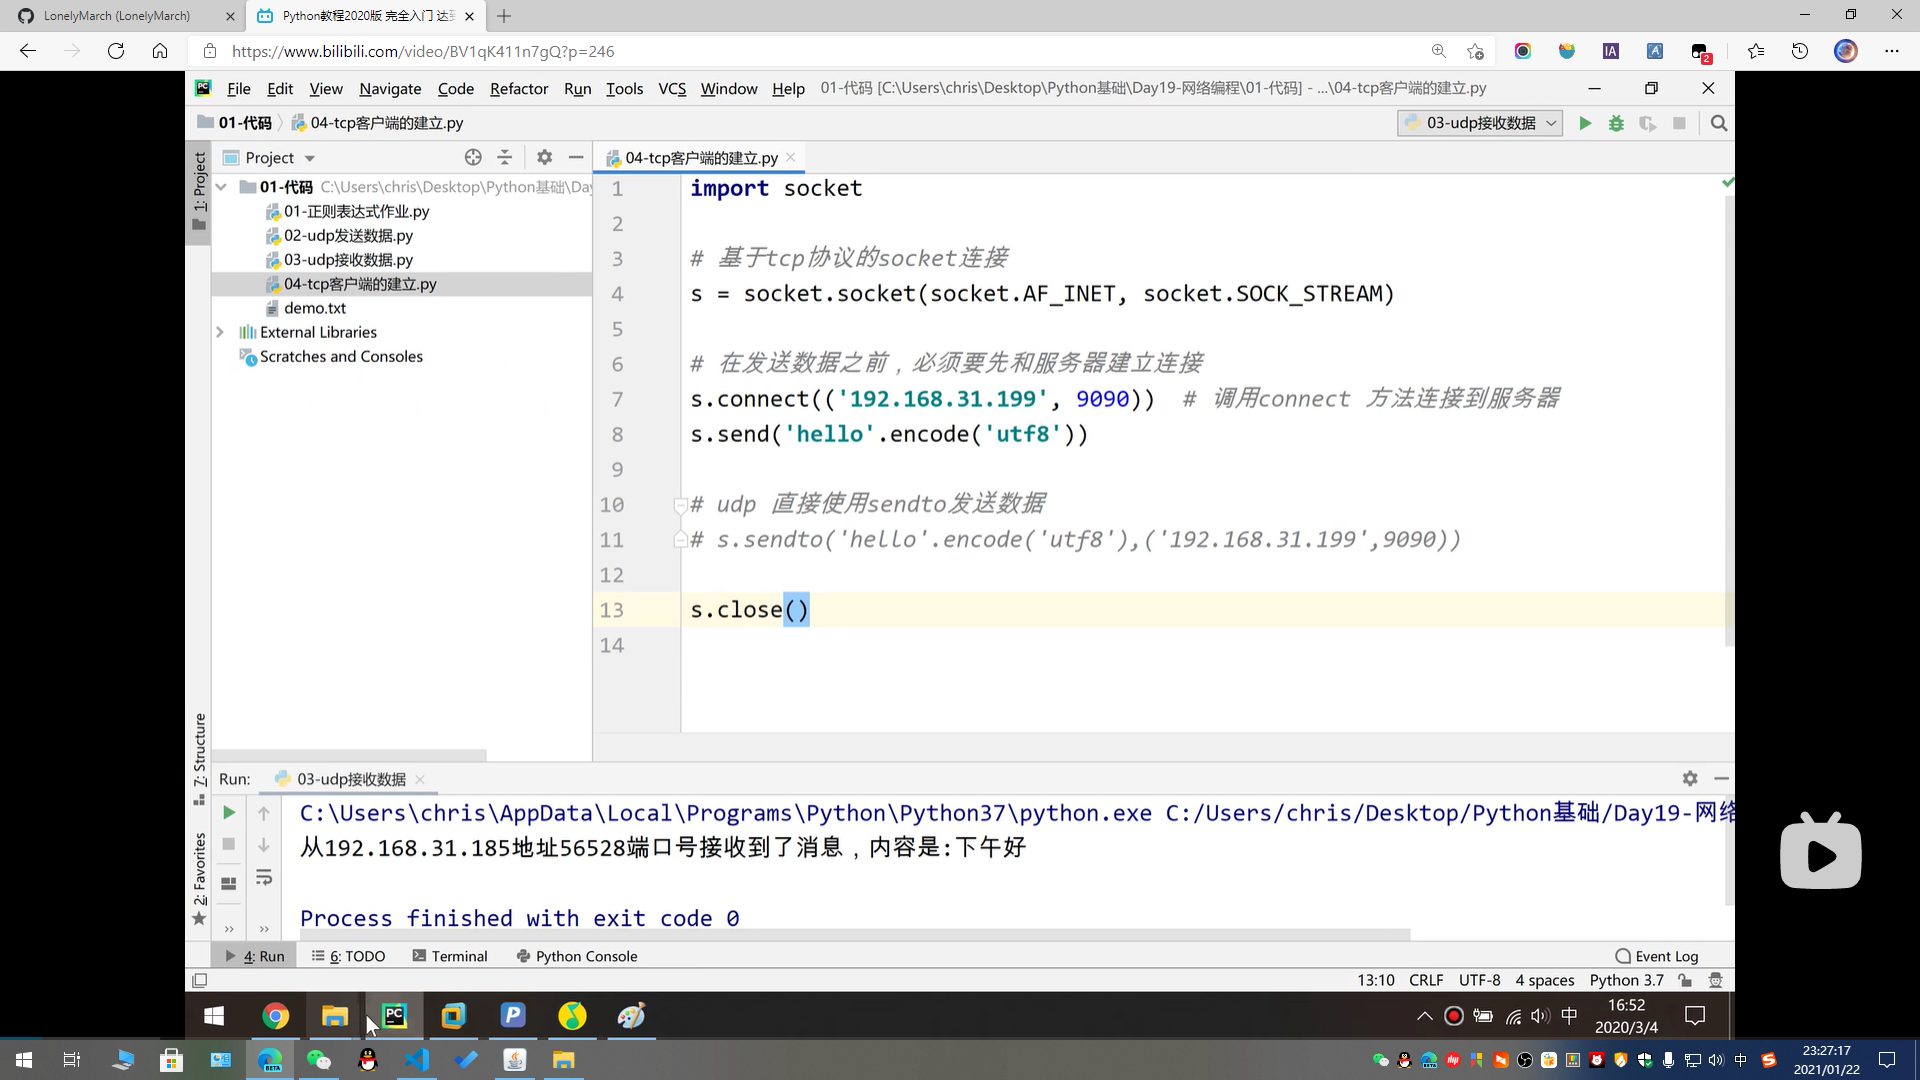 LonelyMarch (LonelyMarch)
Python教程2020版 完全入门 达到
https://www.bilibili.com/video/BV1qK411n7gQ?p=246
IA
A
2
PC
File Edit View Navigate Code Refactor Run Tools VCS Window Help
01-代码 [C:\Users\chris\Desktop\Python基础\Day19-网络编程\01-代码] - ...\04-tcp客户端的建立.py
01-代码 04-tcp客户端的建立.py
03-udp接收数据
1: Project
Project
04-tcp客户端的建立.py
01-代码 C:\Users\chris\Desktop\Python基础\Da
01-正则表达式作业.py
02-udp发送数据.py
03-udp接收数据.py
04-tcp客户端的建立.py
demo.txt
External Libraries
Scratches and Consoles
1 import socket
2
3 # 基于tcp协议的socket连接
4 s = socket.socket(socket.AF_INET, socket.SOCK_STREAM)
5
6 # 在发送数据之前，必须要先和服务器建立连接
7 s.connect(('192.168.31.199', 9090)) # 调用connect 方法连接到服务器
8 s.send('hello'.encode('utf8'))
9
10 # udp 直接使用sendto发送数据
11 # s.sendto('hello'.encode('utf8'),('192.168.31.199',9090))
12
13 s.close()
14
7: Structure
2: Favorites
Run: 03-udp接收数据
C:\Users\chris\AppData\Local\Programs\Python\Python37\python.exe C:/Users/chris/Desktop/Python基础/Day19-网络
从192.168.31.185地址56528端口号接收到了消息，内容是:下午好
Process finished with exit code 0
4: Run 6: TODO Terminal Python Console
Event Log
13:10 CRLF UTF-8 4 spaces Python 3.7
PC
P
中
16:52
2020/3/4
BETA
中
23:27:17
2021/01/22